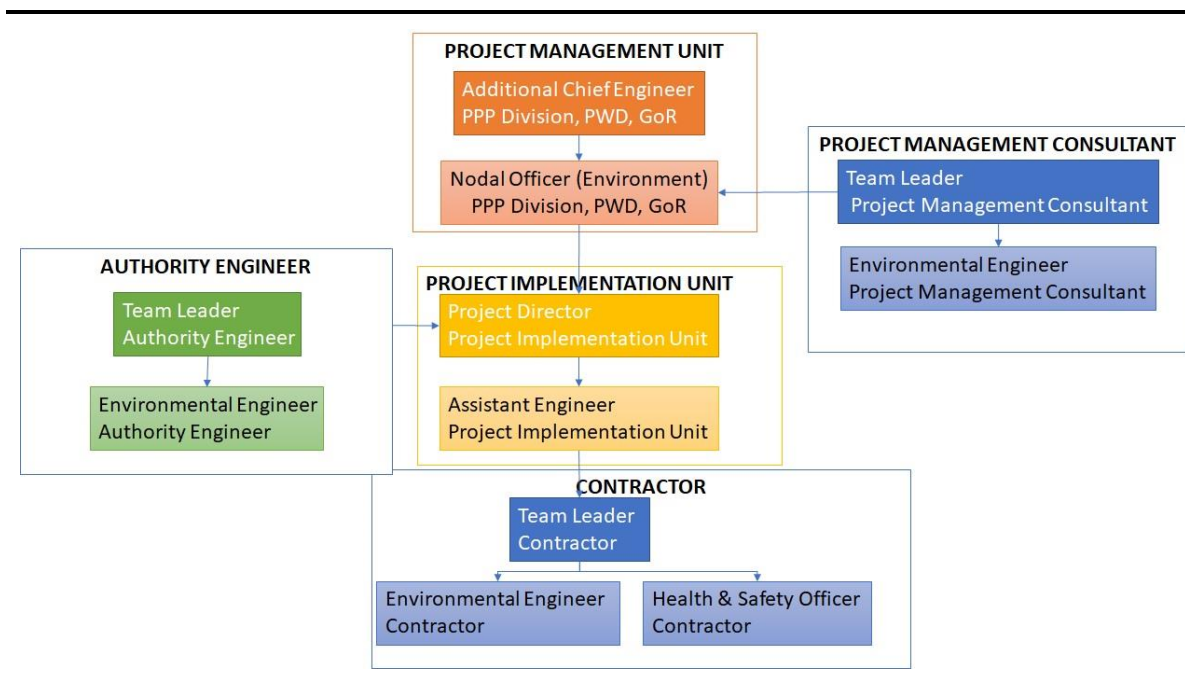 PROJECT MANAGEMENT UNIT
Additional Chief Engineer
PPP Division, PWD, GoR
Nodal Officer (Environment)
PPP Division, PWD, GoR
PROJECT MANAGEMENT CONSULTANT
Team Leader
Project Management Consultant
Environmental Engineer
Project Management Consultant
AUTHORITY ENGINEER
Team Leader
Authority Engineer
Environmental Engineer
Authority Engineer
PROJECT IMPLEMENTATION UNIT
Project Director
Project Implementation Unit
Assistant Engineer
Project Implementation Unit
CONTRACTOR
Team Leader
Contractor
Environmental Engineer
Contractor
Health & Safety Officer
Contractor